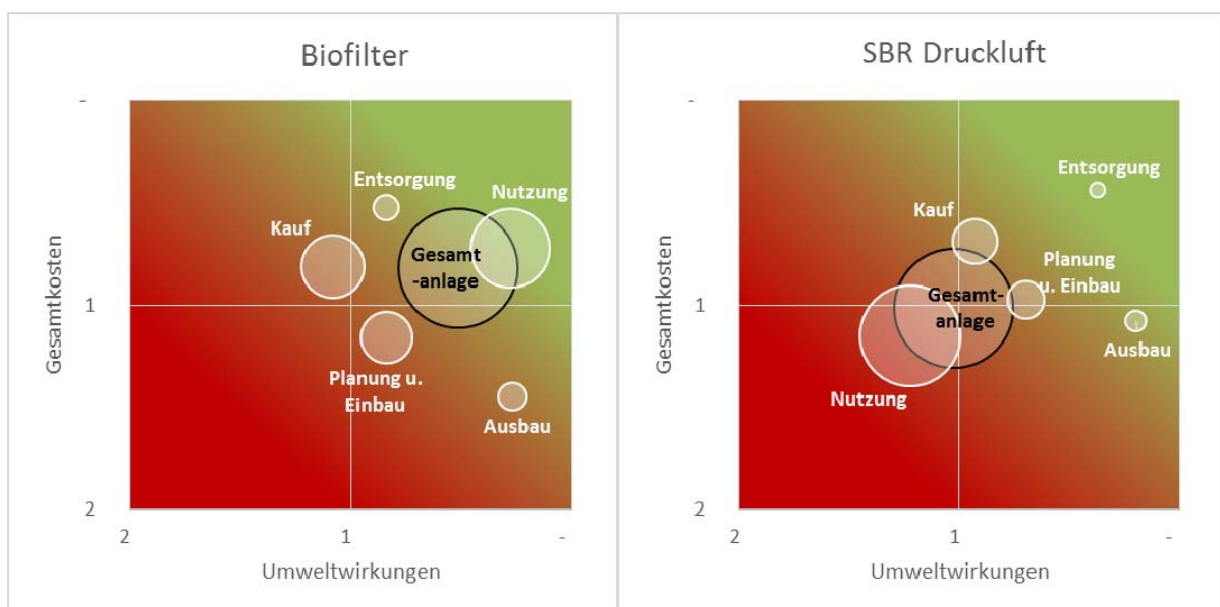 Biofilter
-
Entsorgung
Nutzung
Kauf
Gesamt
-anlage
Gesamtkosten
1
Planung u.
Einbau
Ausbau
2
2
1
-
Umweltwirkungen
SBR Druckluft
-
Entsorgung
Kauf
Planung
u. Einbau
Gesamtkosten
1
Gesamt-
anlage
Ausbau
Nutzung
2
2
1
-
Umweltwirkungen